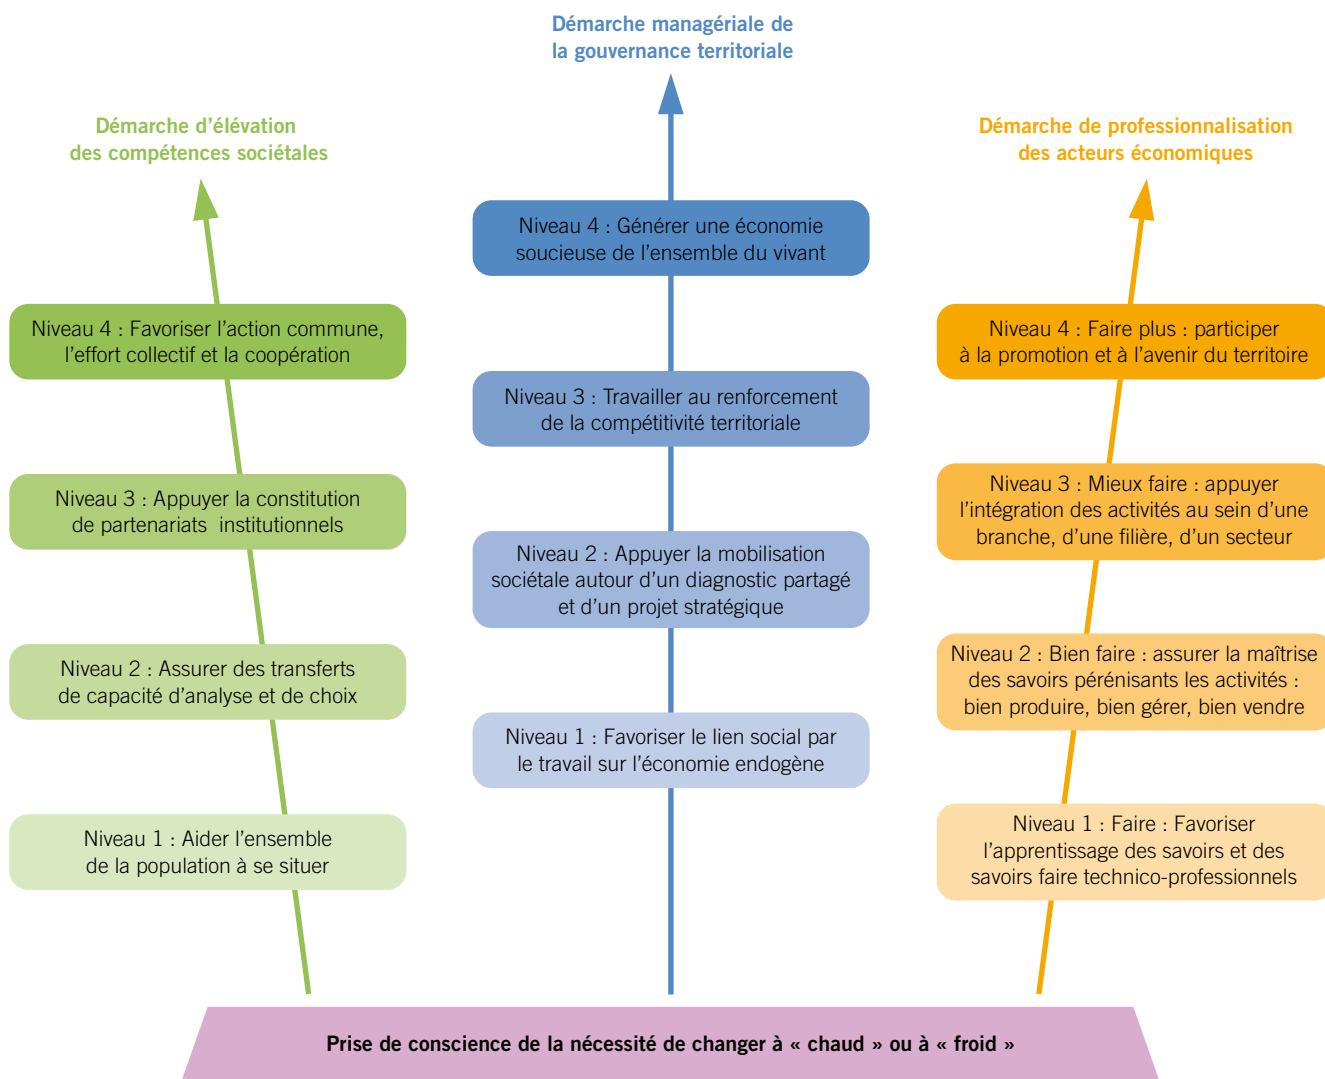 Démarche managériale de
la gouvernance territoriale
Démarche d’élévation
des compétences sociétales
Démarche de professionnalisation
des acteurs économiques
Niveau 4 : Favoriser l’action commune,
l’effort collectif et la coopération
Niveau 3 : Appuyer la constitution
de partenariats institutionnels
Niveau 2 : Assurer des transferts
de capacité d’analyse et de choix
Niveau 1 : Aider l’ensemble
de la population à se situer
Niveau 4 : Générer une économie
soucieuse de l’ensemble du vivant
Niveau 3 : Travailler au renforcement
de la compétitivité territoriale
Niveau 2 : Appuyer la mobilisation
sociétale autour d’un diagnostic partagé
et d’un projet stratégique
Niveau 1 : Favoriser le lien social par
le travail sur l’économie endogène
Niveau 4 : Faire plus : participer
à la promotion et à l’avenir du territoire
Niveau 3 : Mieux faire : appuyer
l’intégration des activités au sein d’une
branche, d’une filière, d’un secteur
Niveau 2 : Bien faire : assurer la maîtrise
des savoirs pérénisants les activités :
bien produire, bien gérer, bien vendre
Niveau 1 : Faire : Favoriser
l’apprentissage des savoirs et des
savoirs faire technico-professionnels
Prise de conscience de la nécessité de changer à « chaud » ou à « froid »